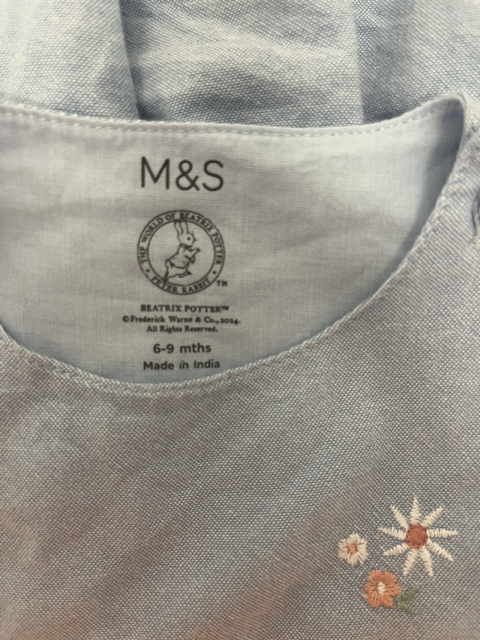 M&S
THE WORLD OF BEATRIX POTTER
PETER RABBIT
TM
BEATRIX POTTER™
©Frederick Warne & Co., 2024.
All Rights Reserved.
6-9 mths
Made in India